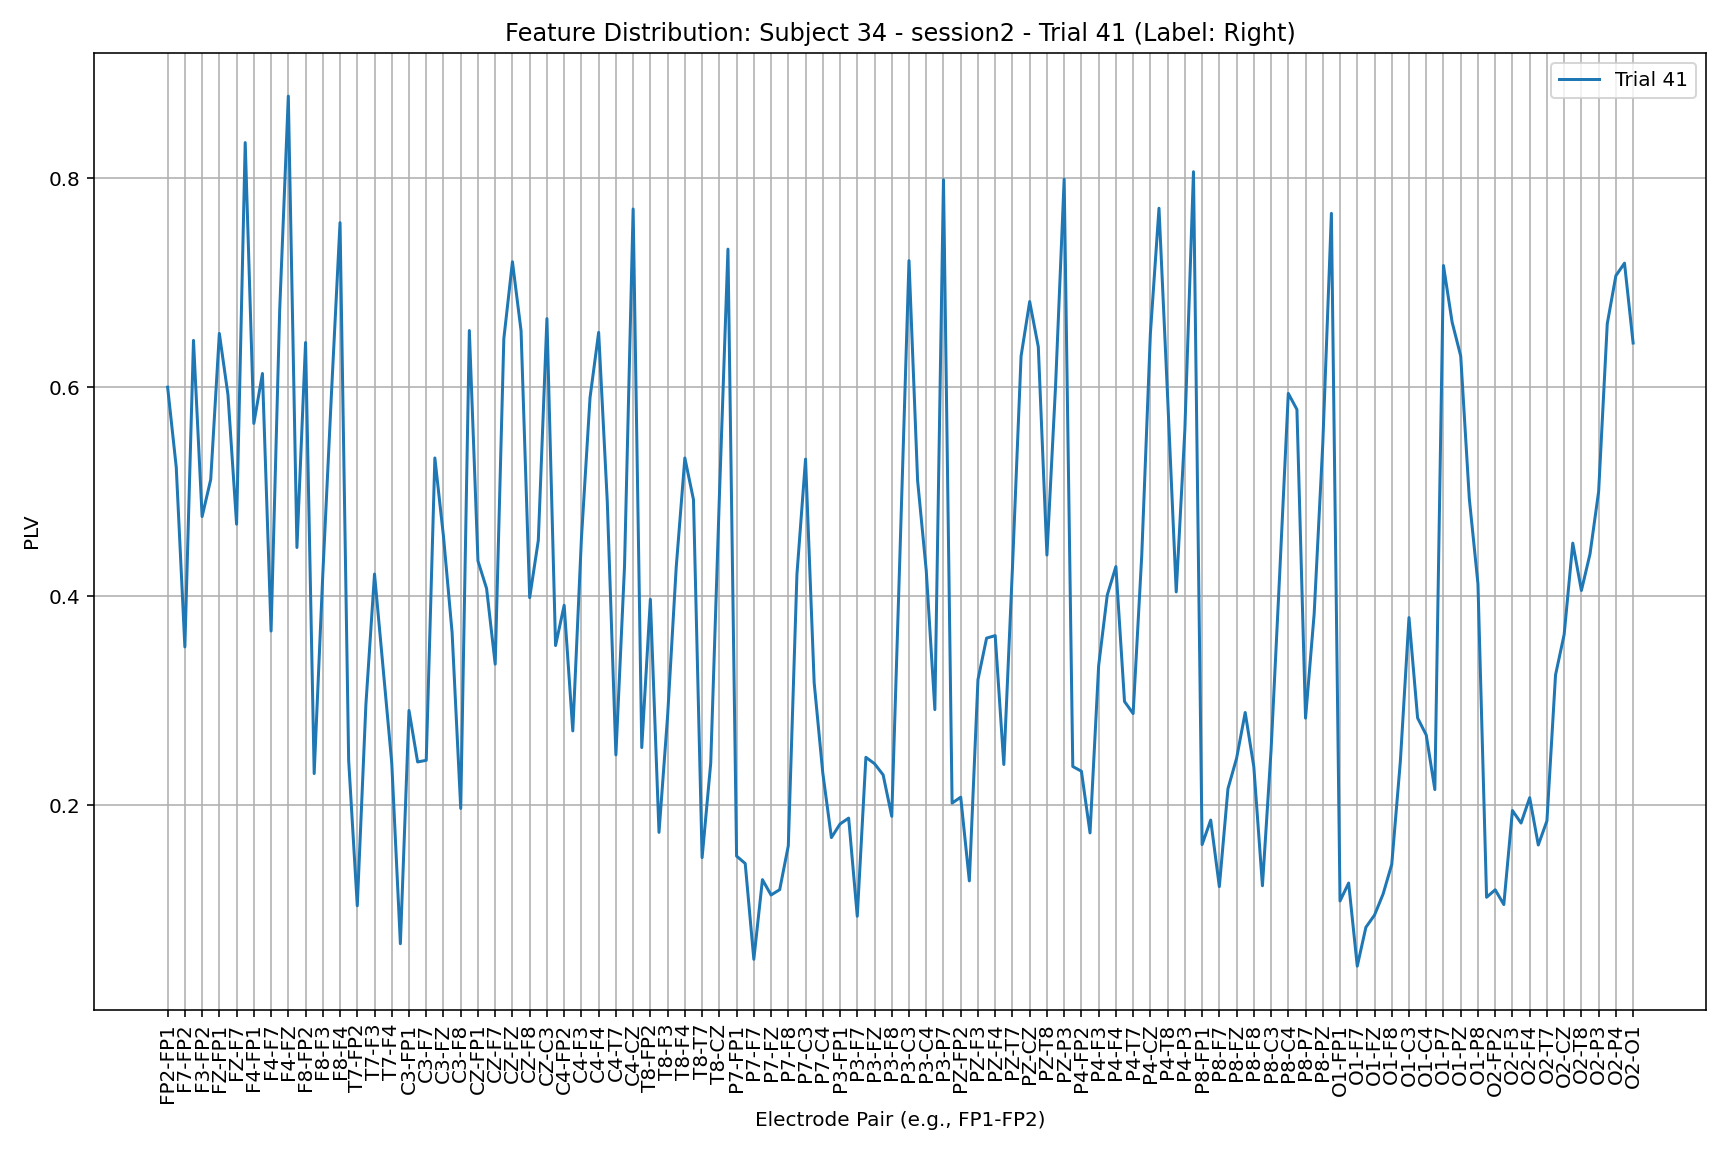 Feature Distribution: Subject 34 - session2 - Trial 41 (Label: Right)
Trial 41
PLV
0.8
0.6
0.4
0.2
FP2-FP1
F7-FP2
F3-FP2
FZ-FP1
FZ-F7
F4-FP1
F4-F7
F4-FZ
F8-FP2
F8-F3
F8-F4
T7-FP2
T7-F3
T7-F4
C3-FP1
C3-F7
C3-FZ
C3-F8
CZ-FP1
CZ-F7
CZ-FZ
CZ-F8
CZ-C3
C4-FP2
C4-F3
C4-F4
C4-T7
C4-CZ
T8-FP2
T8-F3
T8-F4
T8-T7
T8-CZ
P7-FP1
P7-F7
P7-FZ
P7-F8
P7-C3
P7-C4
P3-FP1
P3-F7
P3-FZ
P3-F8
P3-C3
P3-C4
P3-P7
PZ-FP2
PZ-F3
PZ-F4
PZ-T7
PZ-CZ
PZ-T8
PZ-P3
P4-FP2
P4-F3
P4-F4
P4-T7
P4-CZ
P4-T8
P4-P3
P8-FP1
P8-F7
P8-FZ
P8-F8
P8-C3
P8-C4
P8-P7
P8-PZ
O1-FP1
O1-F7
O1-FZ
O1-F8
O1-C3
O1-C4
O1-P7
O1-PZ
O1-P8
O2-FP2
O2-F3
O2-F4
O2-T7
O2-CZ
O2-T8
O2-P3
O2-P4
O2-O1
Electrode Pair (e.g., FP1-FP2)